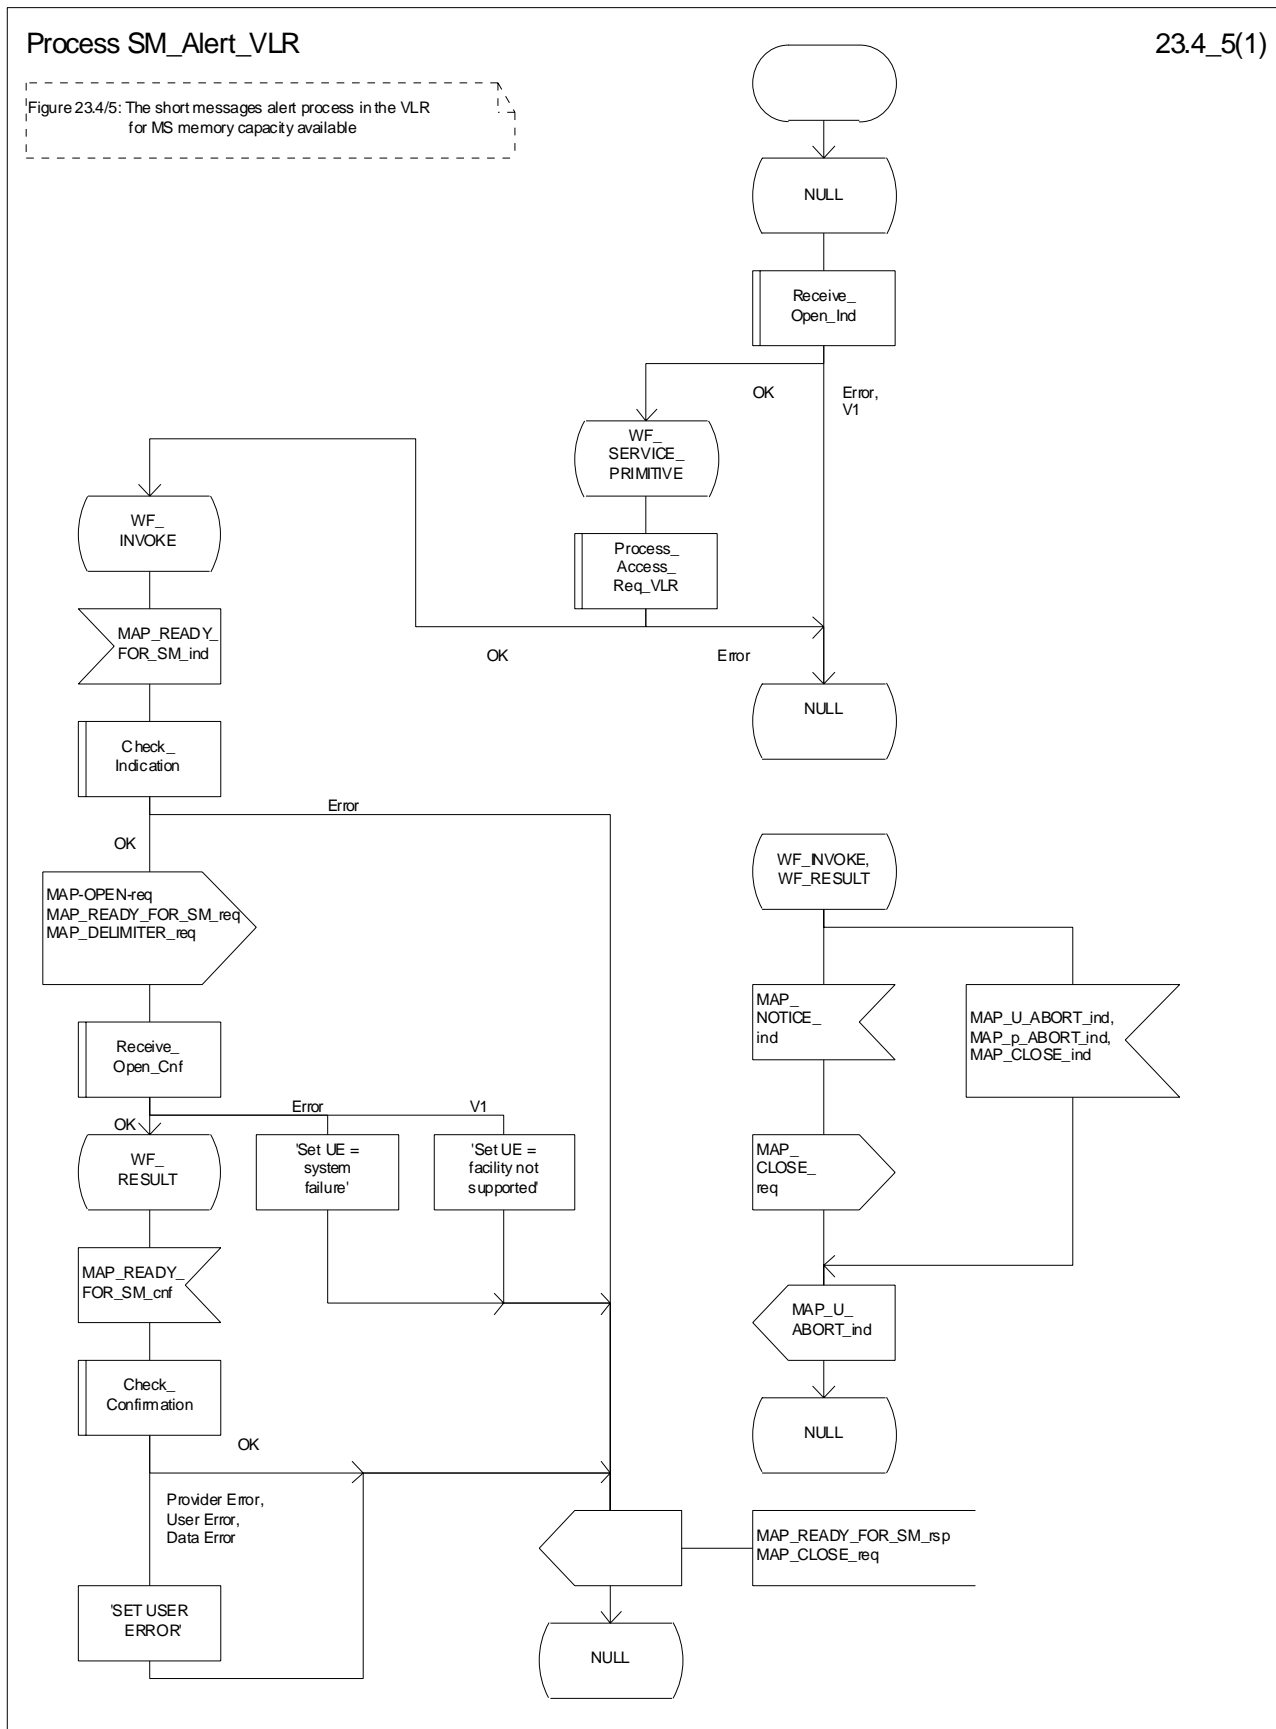 Process SM_Alert_VLR
23.4_5(1)
Figure 23.4/5: The short messages alert process in the VLR
for MS memory capacity available
NULL
Receive_
Open_Ind
OK
Error,
V1
WF_
SERVICE_
PRIMITIVE
WF_
INVOKE
Process_
Access_
Req_VLR
MAP_READY_
FOR_SM_ind
OK
Error
NULL
Check_
Indication
Error
OK
WF_INVOKE,
WF_RESULT
MAP-OPEN-req
MAP_READY_FOR_SM_req
MAP_DELIMITER_req
MAP_
NOTICE_
ind
MAP_U_ABORT_ind,
MAP_p_ABORT_ind,
MAP_CLOSE_ind
Receive_
Open_Cnf
Error
V1
OK
WF_
RESULT
'Set UE =
system
failure'
'Set UE =
facility not
supported'
MAP_
CLOSE_
req
MAP_READY_
FOR_SM_cnf
MAP_U_
ABORT_ind
Check_
Confirmation
NULL
OK
Provider Error,
User Error,
Data Error
MAP_READY_FOR_SM_rsp
MAP_CLOSE_req
'SET USER
ERROR'
NULL